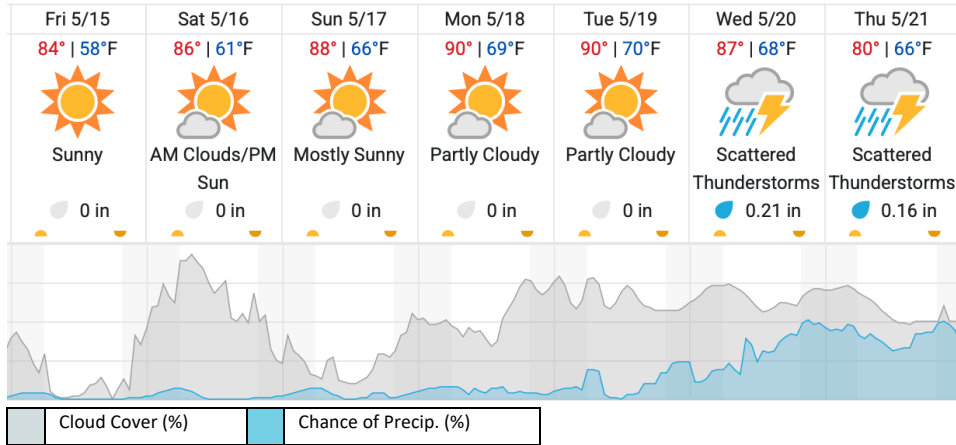 Fri 5/15 Sat 5/16 Sun 5/17 Mon 5/18 Tue 5/19 Wed 5/20 Thu 5/21
84° | 58°F 86° | 61°F 88° | 66°F 90° | 69°F 90° | 70°F 87° | 68°F 80° | 66°F
Sunny AM Clouds/PM Mostly Sunny Partly Cloudy Partly Cloudy Scattered Scattered
Sun Thunderstorms Thunderstorms
0 in 0 in 0 in 0 in 0 in 0.21 in 0.16 in
Cloud Cover (%) Chance of Precip. (%)